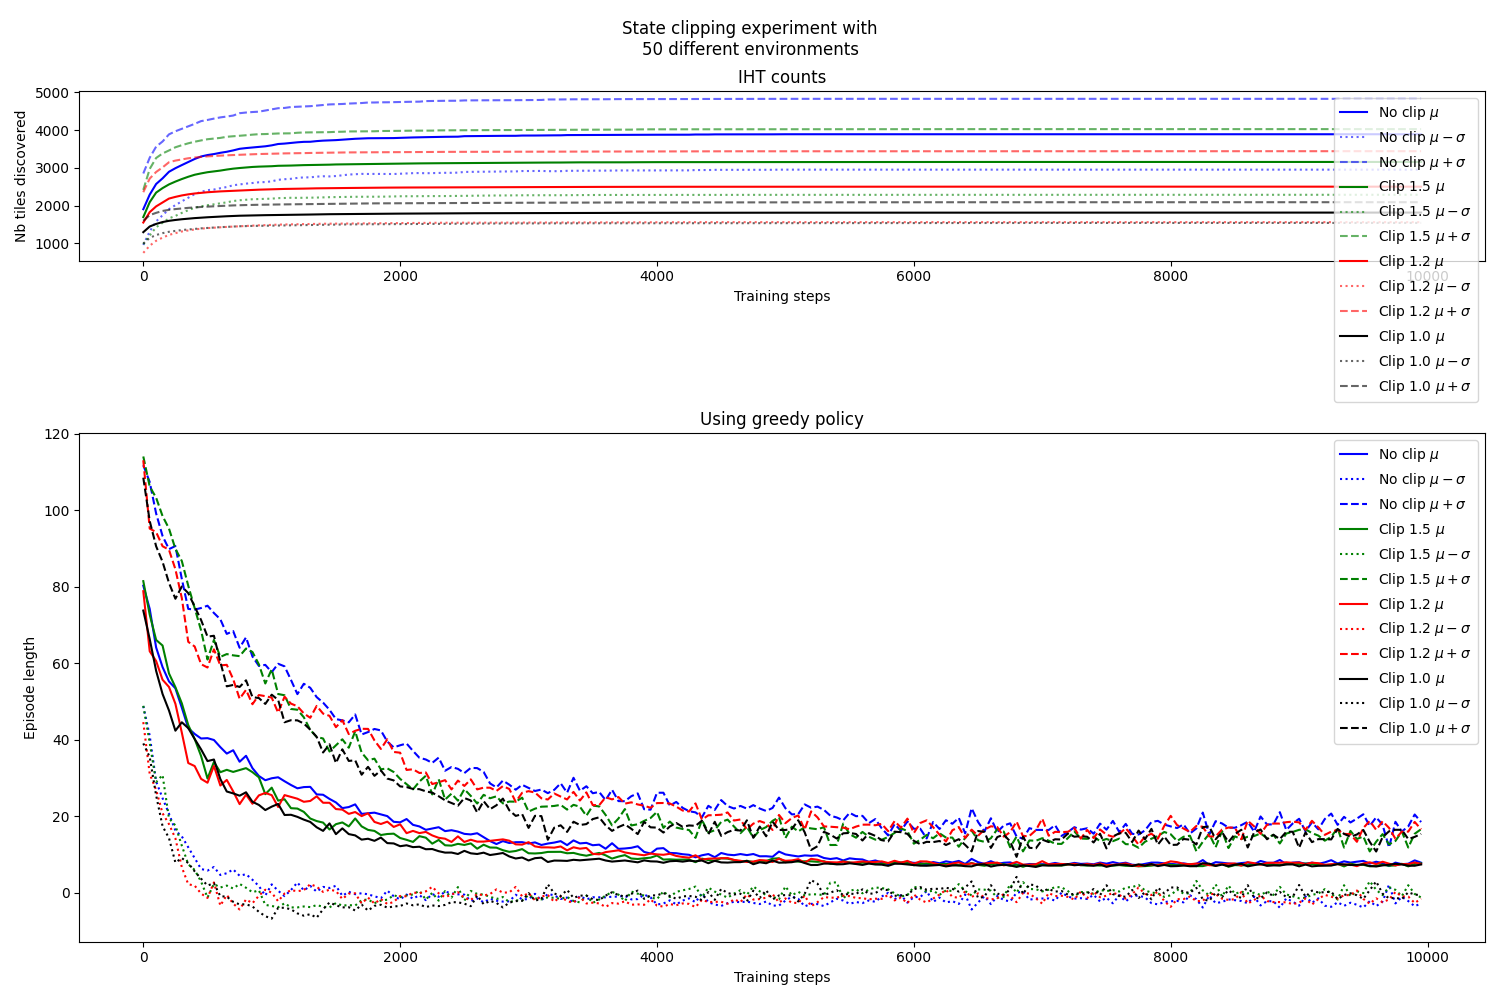 State clipping experiment with
50 different environments
IHT counts
Nb tiles discovered
5000
4000
3000
2000
1000
0
2000
4000
6000
8000
10000
Training steps
No clip μ
No clip μ − σ
No clip μ + σ
Clip 1.5 μ
Clip 1.5 μ − σ
Clip 1.5 μ + σ
Clip 1.2 μ
Clip 1.2 μ − σ
Clip 1.2 μ + σ
Clip 1.0 μ
Clip 1.0 μ − σ
Clip 1.0 μ + σ
Using greedy policy
Episode length
120
100
80
60
40
20
0
0
2000
4000
6000
8000
10000
Training steps
No clip μ
No clip μ − σ
No clip μ + σ
Clip 1.5 μ
Clip 1.5 μ − σ
Clip 1.5 μ + σ
Clip 1.2 μ
Clip 1.2 μ − σ
Clip 1.2 μ + σ
Clip 1.0 μ
Clip 1.0 μ − σ
Clip 1.0 μ + σ